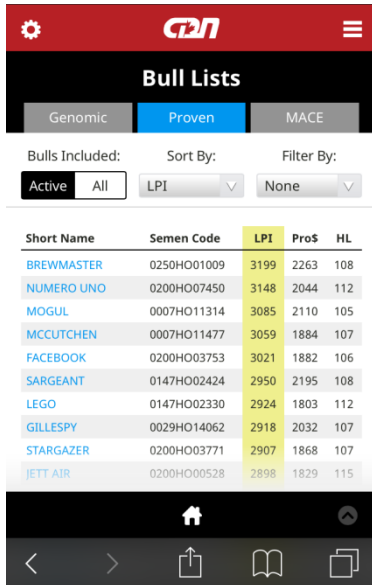 CDN
Bull Lists
Genomic Proven MACE
Bulls Included: Sort By: Filter By:
Active All LPI None
Short Name Semen Code LPI Pro$ HL
BREWMASTER 0250HO01009 3199 2263 108
NUMERO UNO 0200HO07450 3148 2044 112
MOGUL 0007HO11314 3085 2110 105
MCCUTCHEN 0007HO11477 3059 1884 107
FACEBOOK 0200HO03753 3021 1882 106
SARGEANT 0147HO02424 2950 2195 108
LEGO 0147HO02330 2924 1803 112
GILLESPY 0029HO14062 2918 2032 107
STARGAZER 0200HO03771 2907 1868 107
JETT AIR 0200HO00528 2898 1829 115